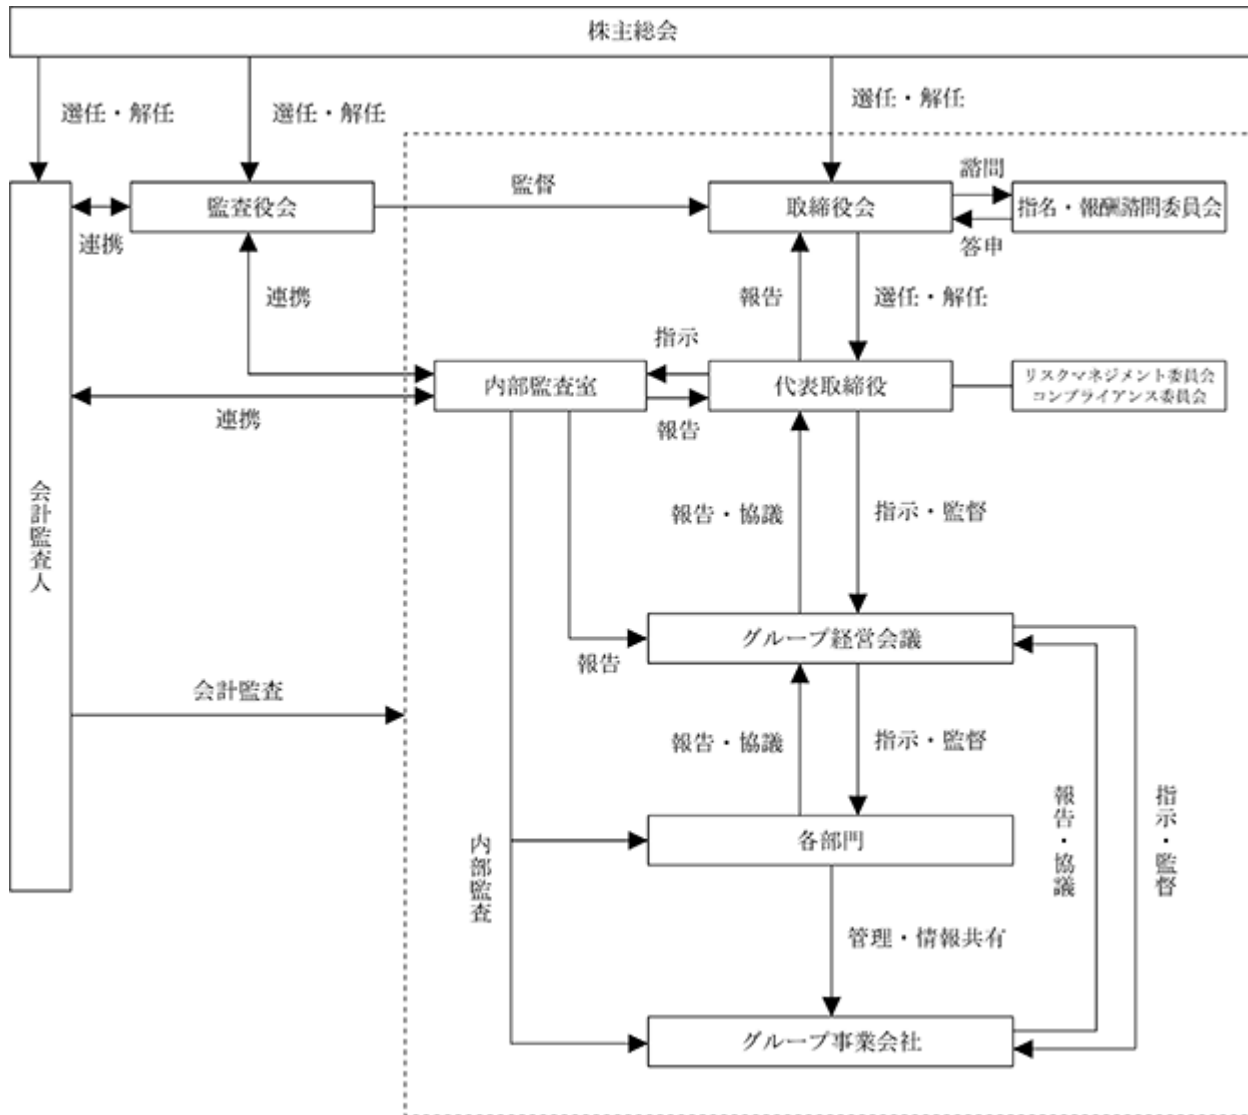 株主総会
選任・解任
選任・解任
選任・解任
監査役会
監督
取締役会
諮問
指名・報酬諮問委員会
答申
連携
連携
報告
選任・解任
指示
内部監査室
代表取締役
リスクマネジメント委員会
コンプライアンス委員会
報告
連携
会計監査人
報告・協議
指示・監督
グループ経営会議
報告
会計監査
報告・協議
指示・監督
報告・協議
指示・監督
各部門
内部監査
管理・情報共有
グループ事業会社